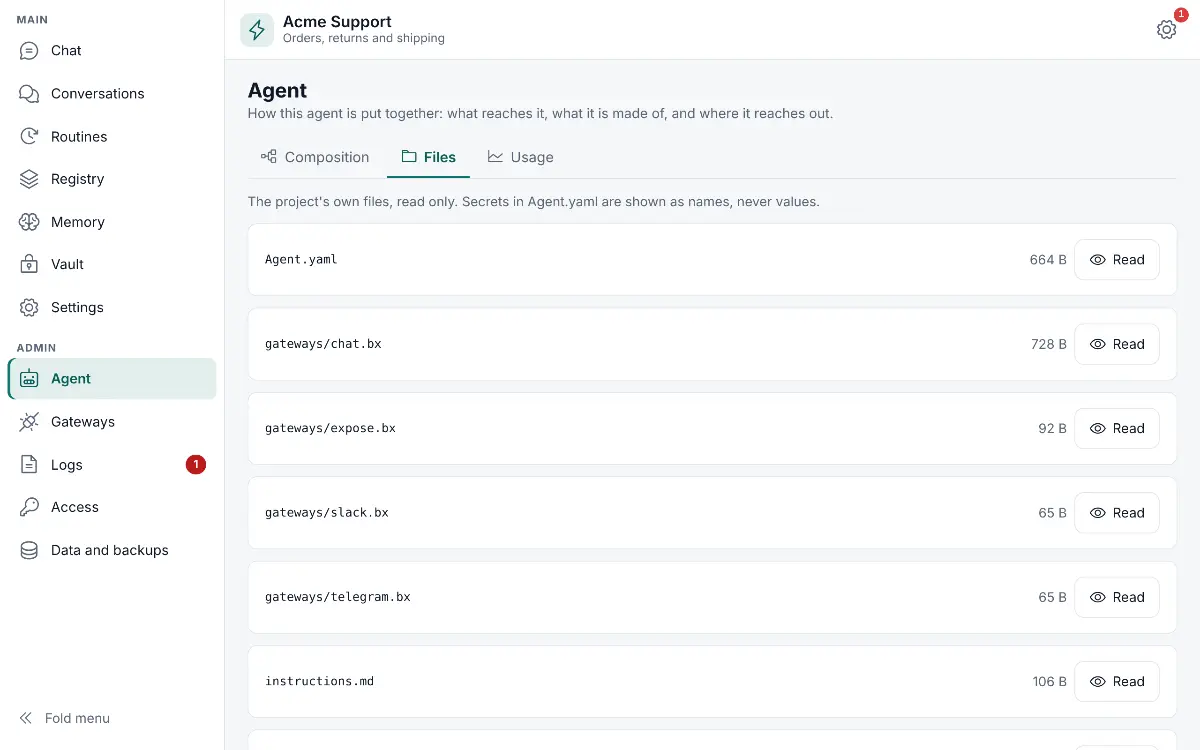 MAIN
Chat
Conversations
Routines
Registry
Memory
Vault
Settings
ADMIN
Agent
Gateways
Logs 1
Access
Data and backups
Fold menu
Acme Support
Orders, returns and shipping
1
Agent
How this agent is put together: what reaches it, what it is made of, and where it reaches out.
Composition Files Usage
The project's own files, read only. Secrets in Agent.yaml are shown as names, never values.
Agent.yaml 664 B Read
gateways/chat.bx 728 B Read
gateways/expose.bx 92 B Read
gateways/slack.bx 65 B Read
gateways/telegram.bx 65 B Read
instructions.md 106 B Read